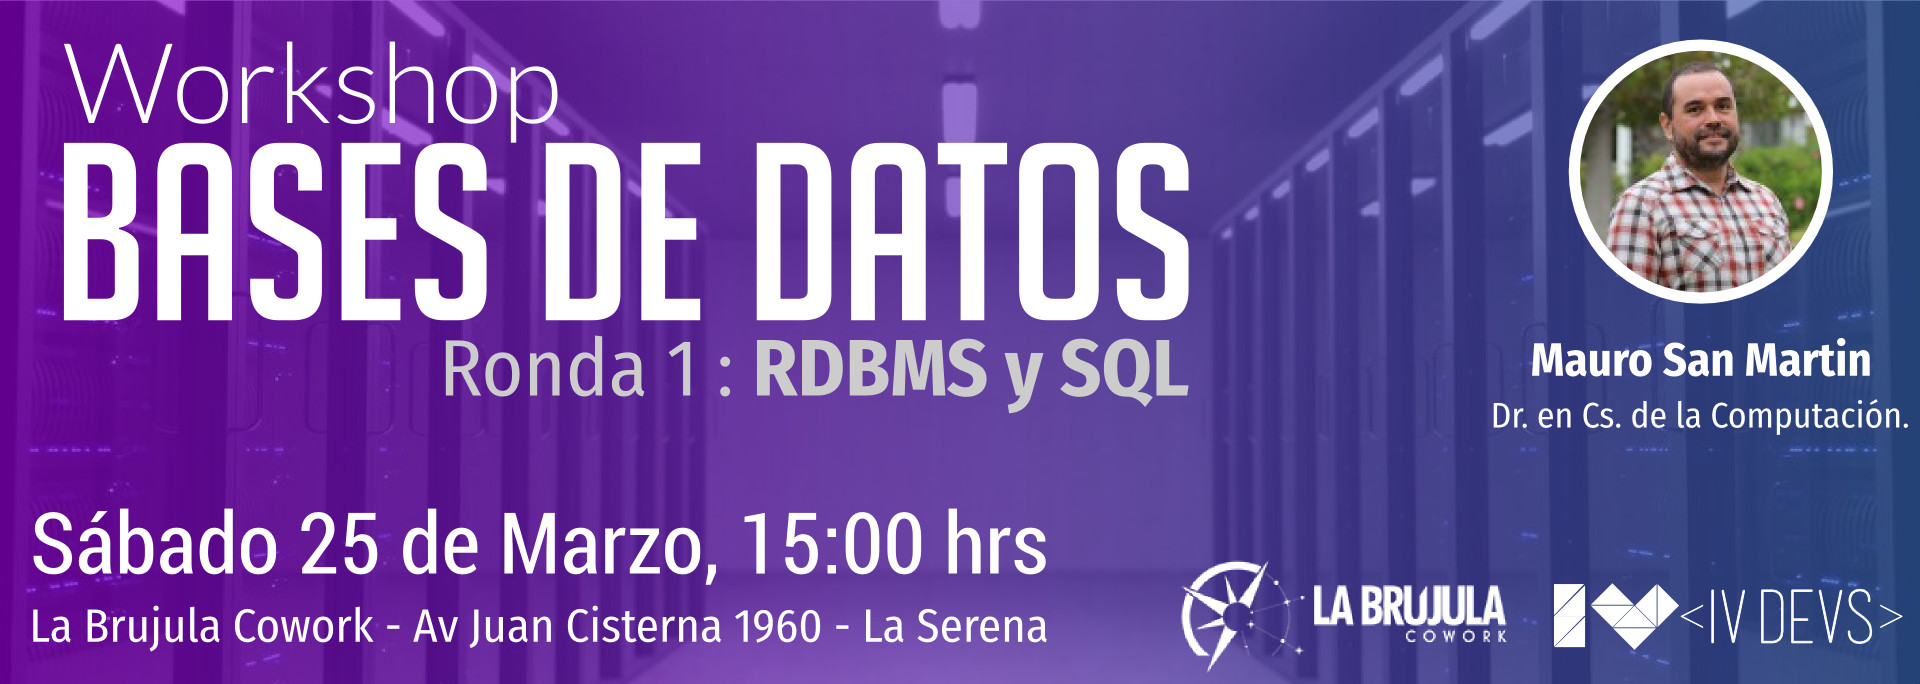 Workshop
BASES DE DATOS
Ronda 1 : RDBMS y SQL
Mauro San Martin
Dr. en Cs. de la Computación.
Sábado 25 de Marzo, 15:00 hrs
La Brujula Cowork - Av Juan Cisterna 1960 - La Serena
LA BRUJULA
COWORK
<IV DEVS>